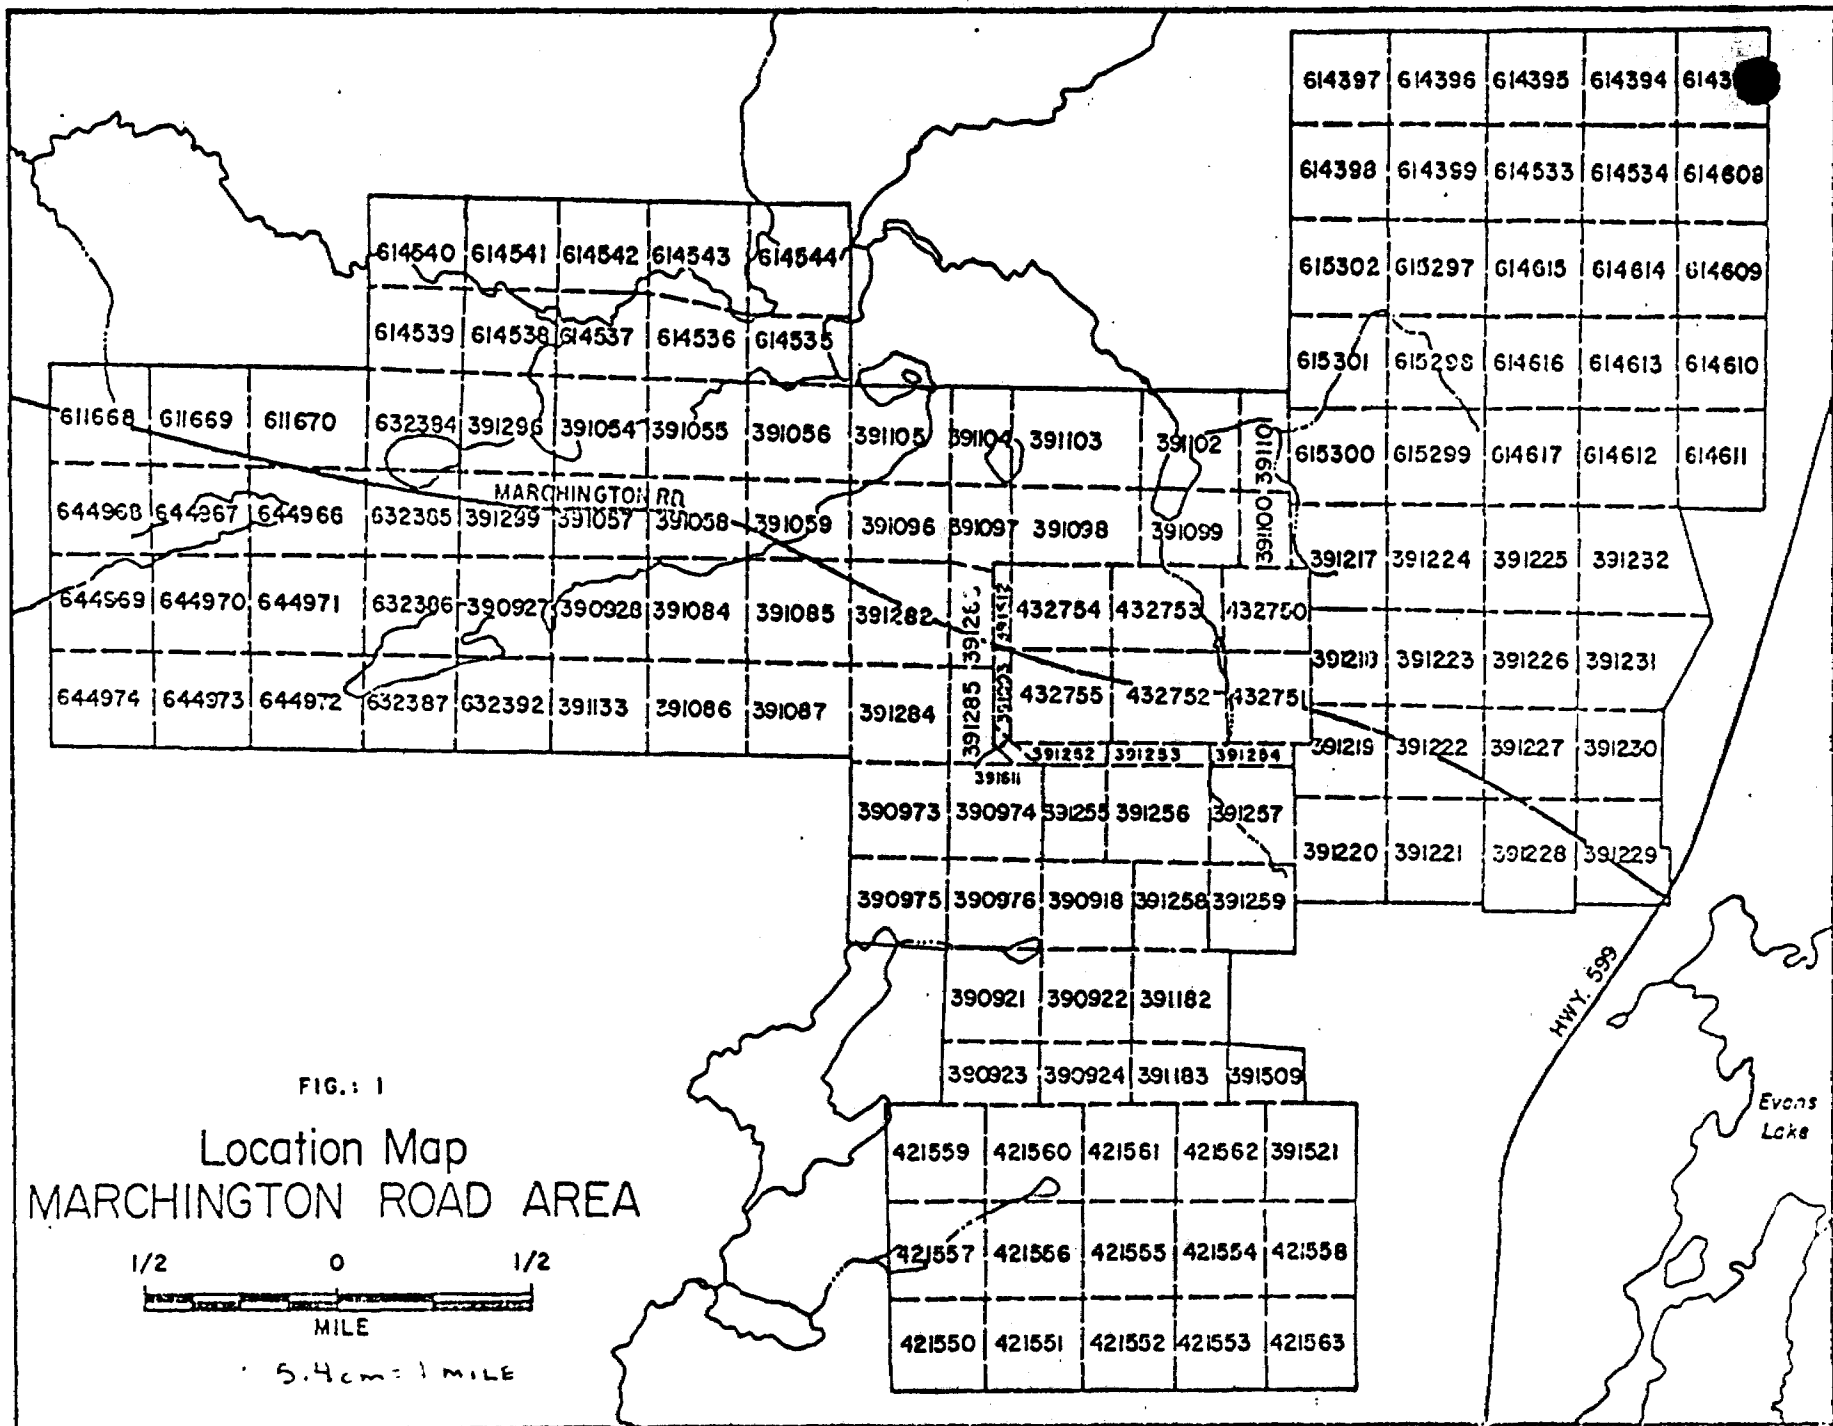 614397 614396 614395 614394
614398 614399 614533 614534 614608
614540 614541 614542 614543 614544
615302 615297 614615 614614 614609
614539 614538 614537 614536 614535
615301 615298 614616 614613 614610
611668 611669 611670 632384 391296 391054 391055 391056 391105 391104 391103 391102 391101
615300 615299 614617 614612 614611
MARCHINGTON RD.
644968 644967 644966 632385 391299 391057 391058 391059 391096 391097 391098 391099 391100
391217 391224 391225 391232
644969 644970 644971 632386 390927 390928 391084 391085 391282 432754 432753 432750
391223 391226 391231
644974 644973 644972 632387 632392 391133 391086 391087 391284 391285 432755 432752 432751
391219 391222 391227 391230
391611
390973 390974 391255 391256 391257
391220 391221 391228 391229
390975 390976 390918 391258 391259
390921 390922 391182
HWY. 599
390923 390924 391183 391509
FIG.: 1
Location Map
MARCHINGTON ROAD AREA
Evans
Lake
421559 421560 421561 421562 391521
421557 421556 421555 421554 421558
421550 421551 421552 421553 421563
1/2 0 1/2
MILE
5.4cm = 1 MILE